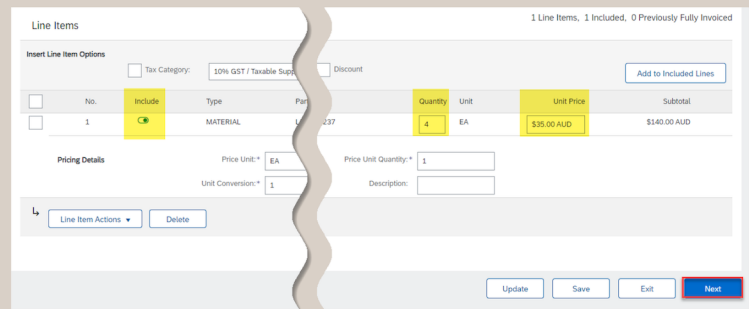 Line Items
1 Line Items, 1 Included, 0 Previously Fully Invoiced
Insert Line Item Options
Tax Category: 10% GST / Taxable Supp Discount
Add to Included Lines
No. Include Type Par Quantity Unit Unit Price Subtotal
1 MATERIAL 237 4 EA $35.00 AUD $140.00 AUD
Pricing Details Price Unit:* EA Price Unit Quantity:* 1
Unit Conversion:* 1 Description:
Line Item Actions ▼ Delete
Update Save Exit Next